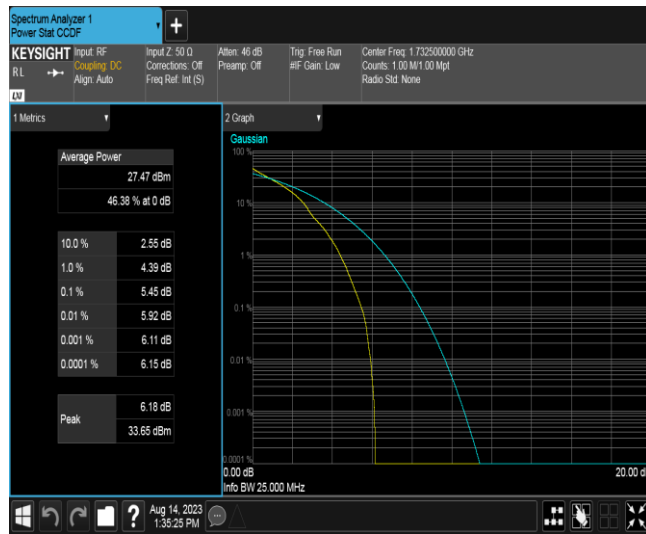 Spectrum Analyzer 1
Power Stat CCDF
KEYSIGHT
RL
LXI
Input: RF
Coupling: DC
Align: Auto
Input Z: 50 Ω
Corrections: Off
Freq Ref: Int (S)
Atten: 46 dB
Preamp: Off
Trig: Free Run
#IF Gain: Low
Center Freq: 1.732500000 GHz
Counts: 1.00 M/1.00 Mpt
Radio Std: None
1 Metrics
Average Power
27.47 dBm
46.38 % at 0 dB
10.0 % 2.55 dB
1.0 % 4.39 dB
0.1 % 5.45 dB
0.01 % 5.92 dB
0.001 % 6.11 dB
0.0001 % 6.15 dB
Peak
6.18 dB
33.65 dBm
2 Graph
Gaussian
100 %
10 %
1 %
0.1 %
0.01 %
0.001 %
0.0001 %
0.00 dB
20.00 d
Info BW 25.000 MHz
?
Aug 14, 2023
1:35:25 PM